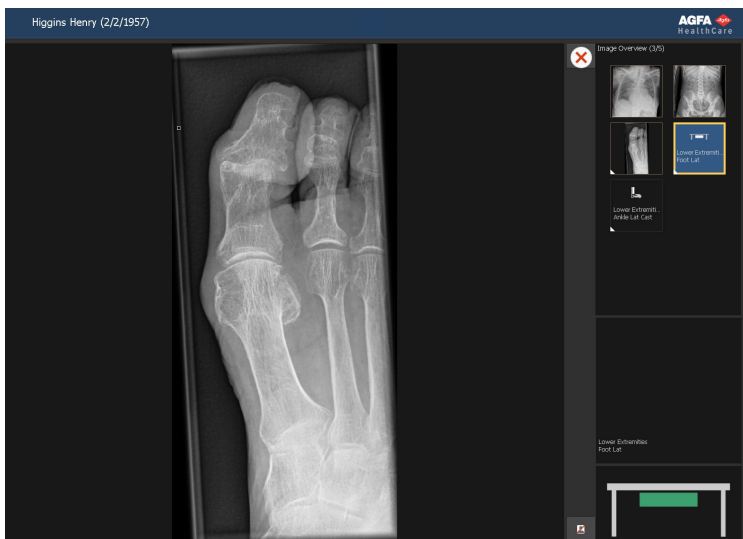 Higgins Henry (2/2/1957)
AGFA
HealthCare
Image Overview (3/5)
Lower Extremiti...
Foot Lat
Lower Extremiti...
Ankle Lat Cast
Lower Extremities
Foot Lat